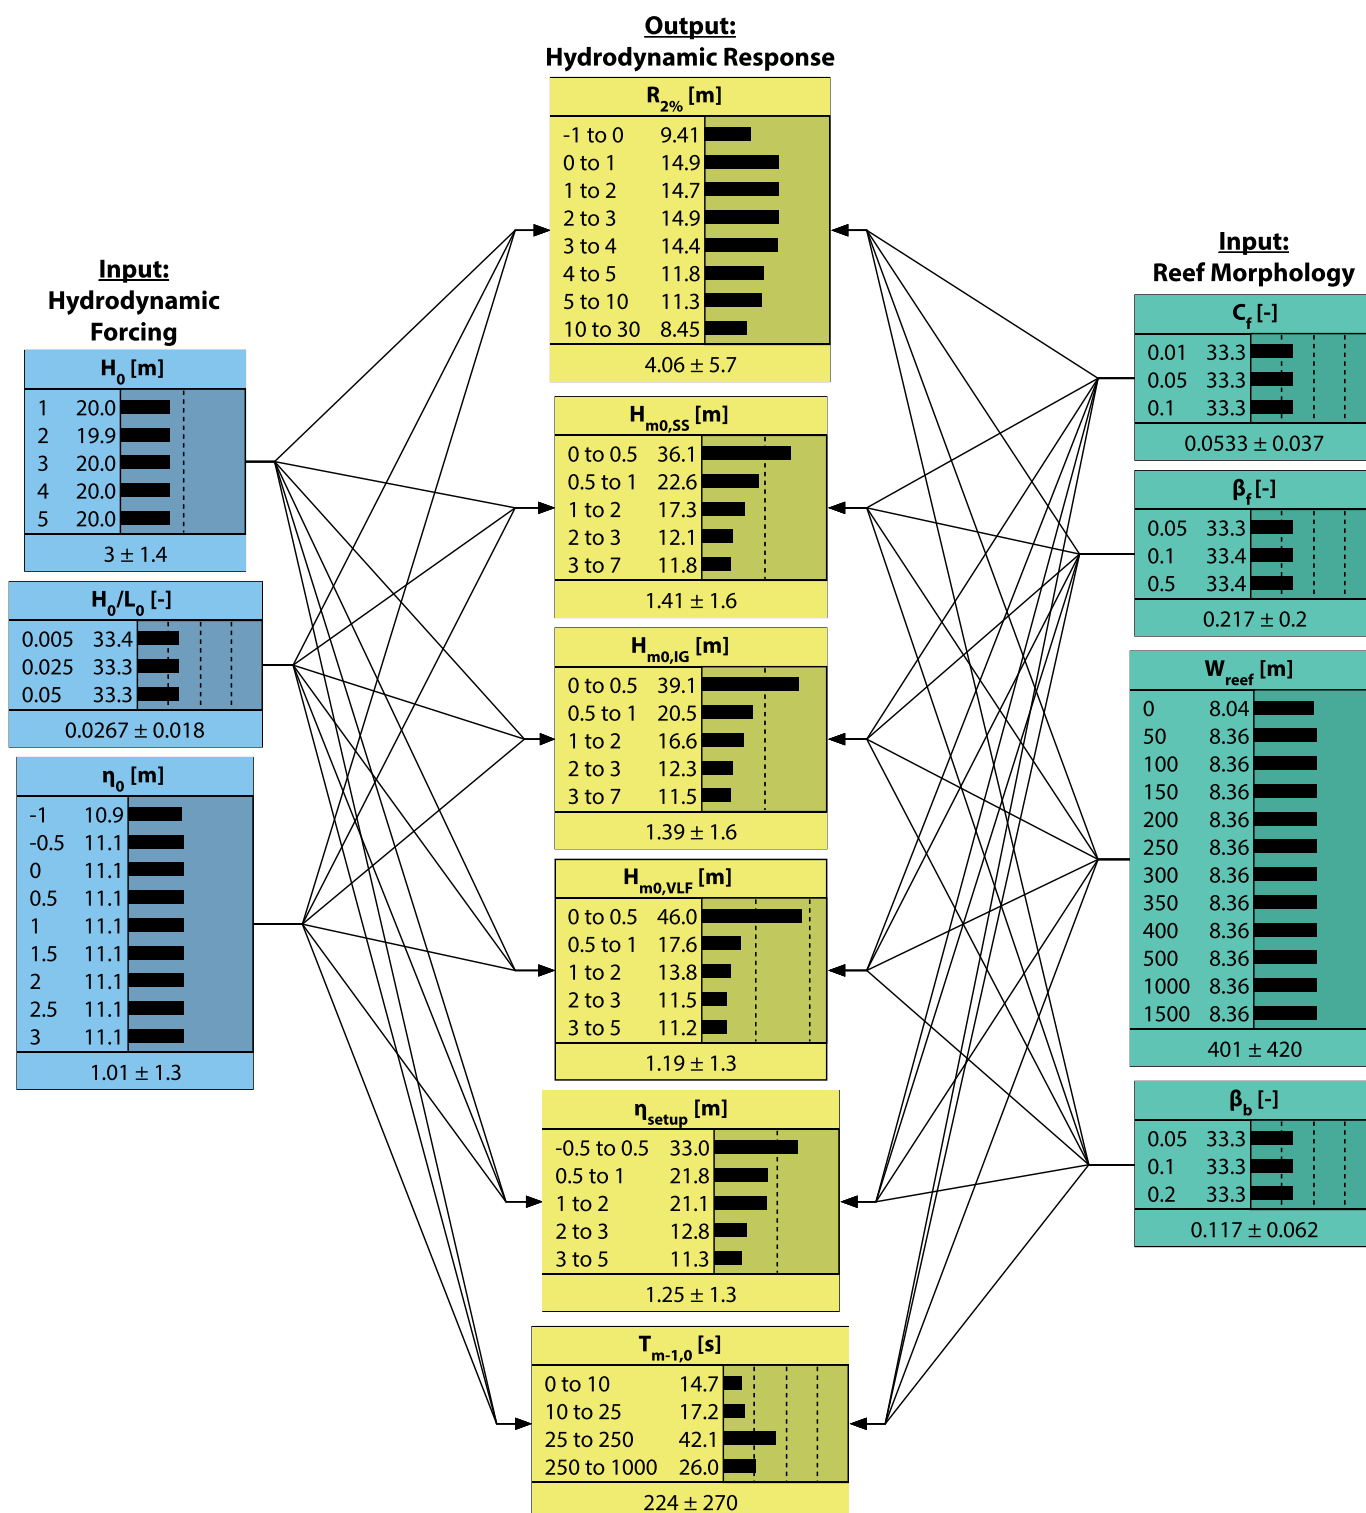 Output:
Hydrodynamic Response
R2% [m]
-1 to 0 9.41
0 to 1 14.9
1 to 2 14.7
2 to 3 14.9
3 to 4 14.4
4 to 5 11.8
5 to 10 11.3
10 to 30 8.45
4.06 ± 5.7
Hm0,SS [m]
0 to 0.5 36.1
0.5 to 1 22.6
1 to 2 17.3
2 to 3 12.1
3 to 7 11.8
1.41 ± 1.6
Hm0,IG [m]
0 to 0.5 39.1
0.5 to 1 20.5
1 to 2 16.6
2 to 3 12.3
3 to 7 11.5
1.39 ± 1.6
Hm0,VLF [m]
0 to 0.5 46.0
0.5 to 1 17.6
1 to 2 13.8
2 to 3 11.5
3 to 5 11.2
1.19 ± 1.3
ηsetup [m]
-0.5 to 0.5 33.0
0.5 to 1 21.8
1 to 2 21.1
2 to 3 12.8
3 to 5 11.3
1.25 ± 1.3
Tm-1,0 [s]
0 to 10 14.7
10 to 25 17.2
25 to 250 42.1
250 to 1000 26.0
224 ± 270
Input:
Hydrodynamic
Forcing
H0 [m]
1 20.0
2 19.9
3 20.0
4 20.0
5 20.0
3 ± 1.4
H0/L0 [-]
0.005 33.4
0.025 33.3
0.05 33.3
0.0267 ± 0.018
η0 [m]
-1 10.9
-0.5 11.1
0 11.1
0.5 11.1
1 11.1
1.5 11.1
2 11.1
2.5 11.1
3 11.1
1.01 ± 1.3
Input:
Reef Morphology
Cf [-]
0.01 33.3
0.05 33.3
0.1 33.3
0.0533 ± 0.037
βf [-]
0.05 33.3
0.1 33.4
0.5 33.4
0.217 ± 0.2
Wreef [m]
0 8.04
50 8.36
100 8.36
150 8.36
200 8.36
250 8.36
300 8.36
350 8.36
400 8.36
500 8.36
1000 8.36
1500 8.36
401 ± 420
βb [-]
0.05 33.3
0.1 33.3
0.2 33.3
0.117 ± 0.062